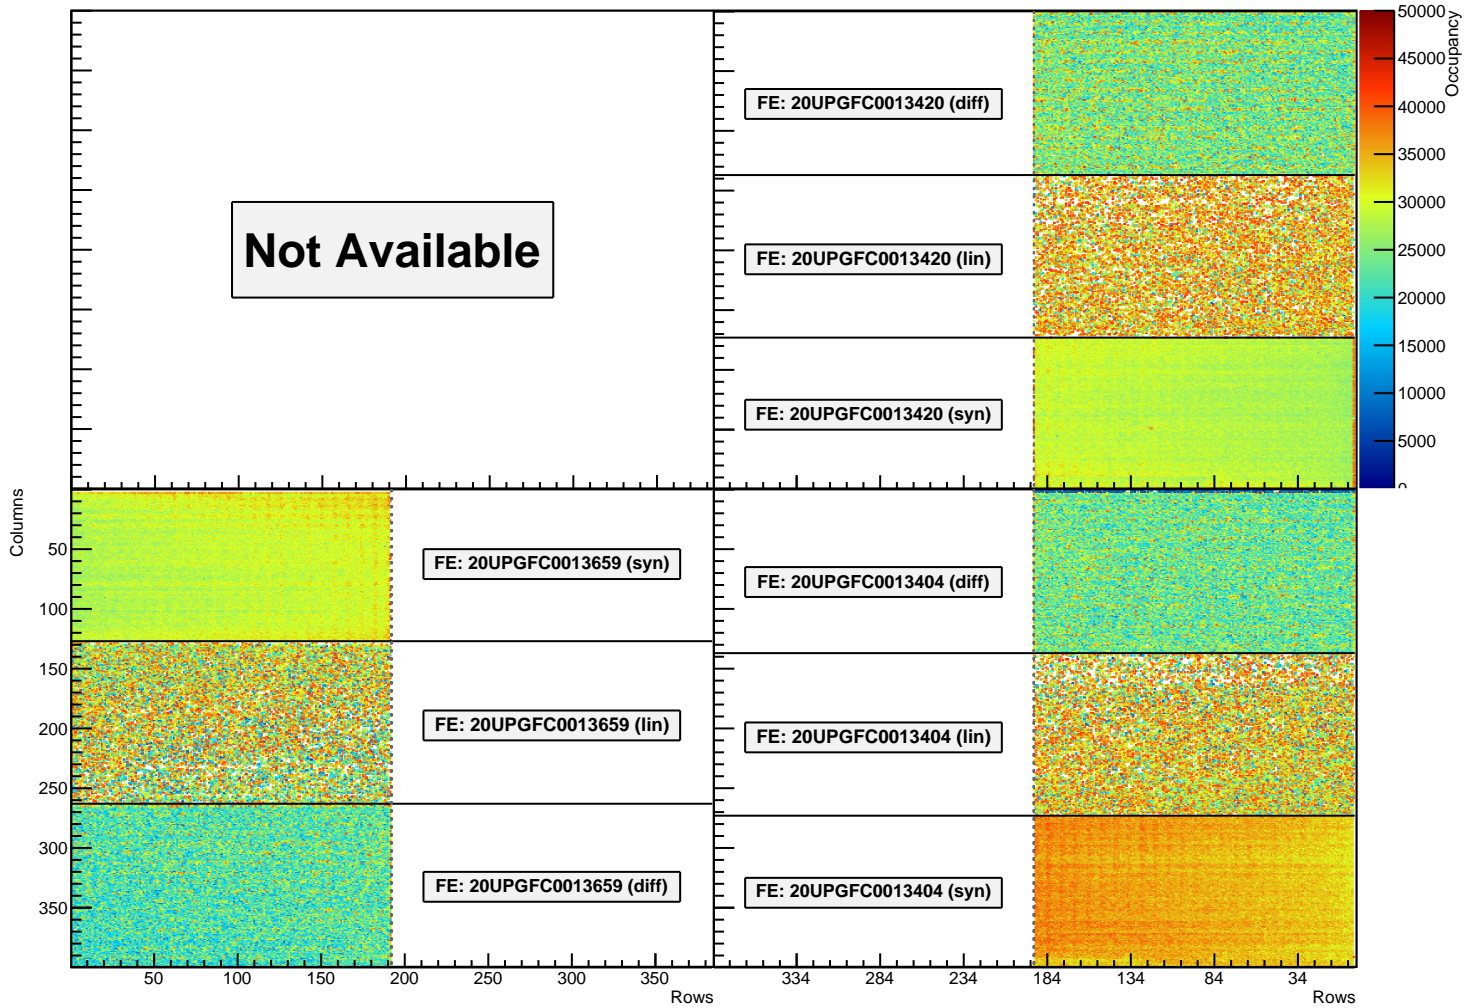 Not Available
FE: 20UPGFC0013420 (diff)
FE: 20UPGFC0013420 (lin)
FE: 20UPGFC0013420 (syn)
50000
45000
40000
35000
30000
25000
20000
15000
10000
5000
0
Occupancy
Columns
50
100
150
200
250
300
350
FE: 20UPGFC0013659 (syn)
FE: 20UPGFC0013659 (lin)
FE: 20UPGFC0013659 (diff)
FE: 20UPGFC0013404 (diff)
FE: 20UPGFC0013404 (lin)
FE: 20UPGFC0013404 (syn)
50 100 150 200 250 300 350
Rows
334 284 234 184 134 84 34
Rows